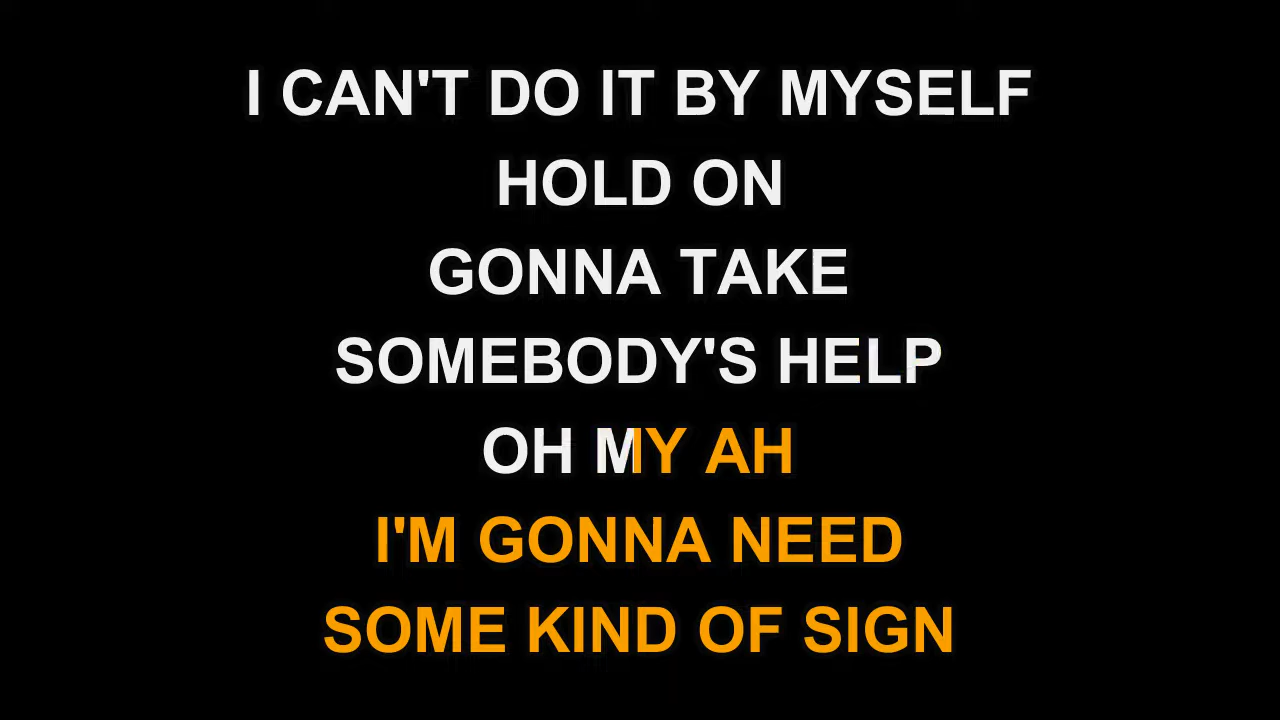 I CAN'T DO IT BY MYSELF
HOLD ON
GONNA TAKE
SOMEBODY'S HELP
OH MY AH
I'M GONNA NEED
SOME KIND OF SIGN